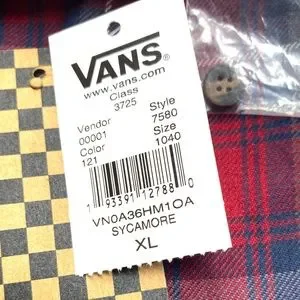 VANS
www.vans.com
Class
3725
Vendor Style
00001 7580
Color Size
121 1040
1 93391 12788 0
VN0A36HM1OA
SYCAMORE
XL